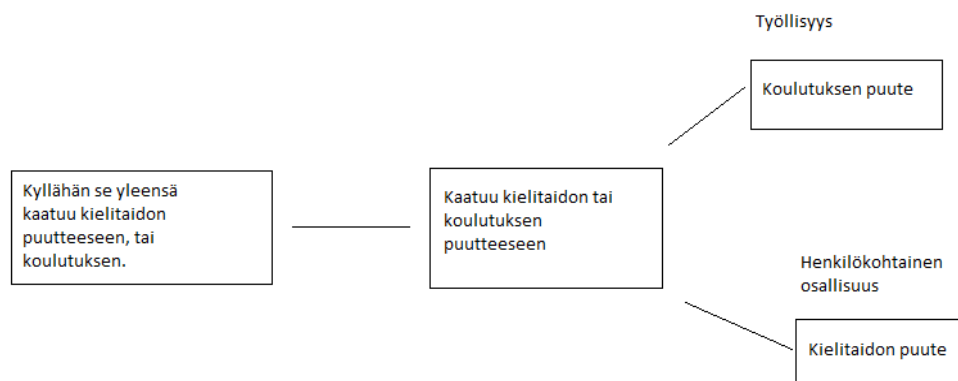 Työllisyys
Koulutuksen puute
Kyllähän se yleensä
kaatuu kielitaidon
puutteeseen, tai
koulutuksen.
Kaatuu kielitaidon tai
koulutuksen
puutteeseen
Henkilökohtainen
osallisuus
Kielitaidon puute